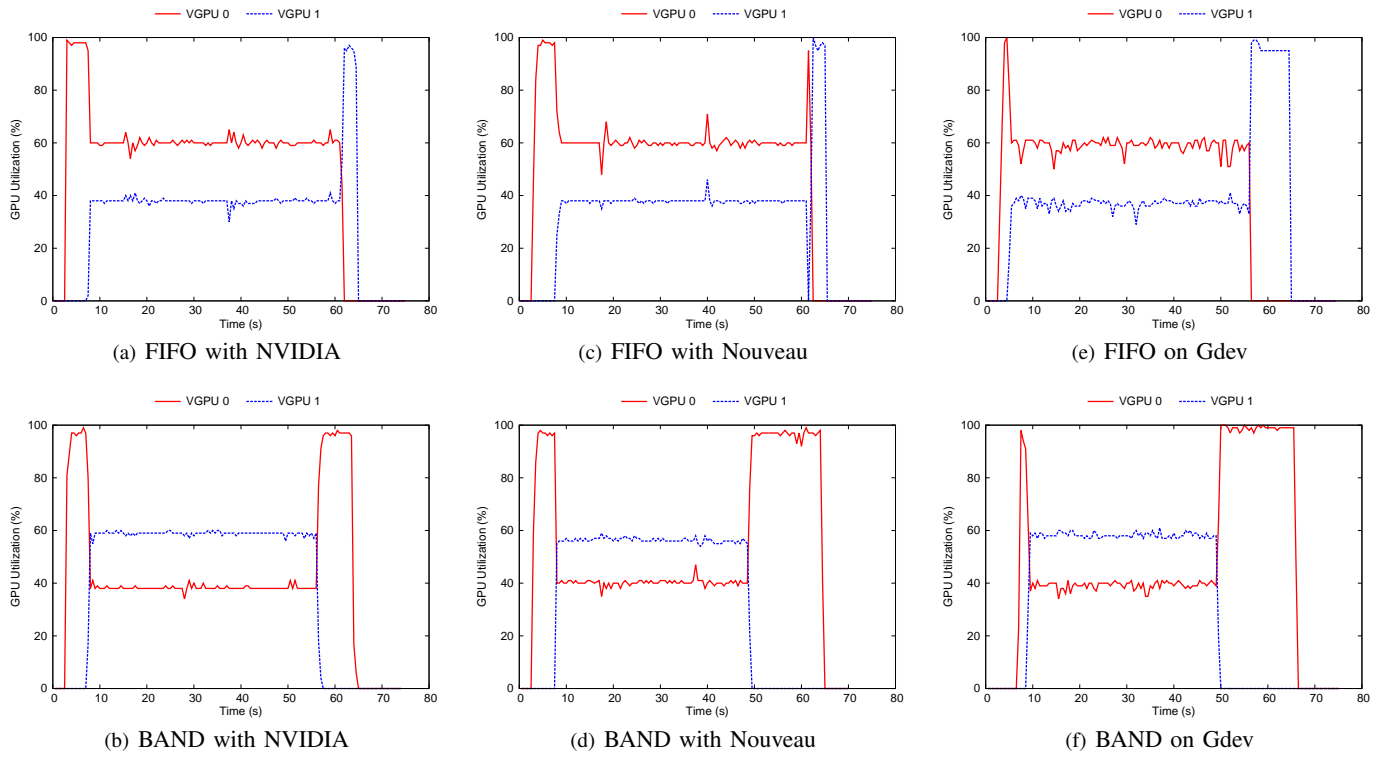 VGPU 0 VGPU 1
GPU Utilization (%)
100
80
60
40
20
0
0 10 20 30 40 50 60 70 80
Time (s)
(a) FIFO with NVIDIA
VGPU 0 VGPU 1
GPU Utilization (%)
100
80
60
40
20
0
0 10 20 30 40 50 60 70 80
Time (s)
(c) FIFO with Nouveau
VGPU 0 VGPU 1
GPU Utilization (%)
100
80
60
40
20
0
0 10 20 30 40 50 60 70 80
Time (s)
(e) FIFO on Gdev
VGPU 0 VGPU 1
GPU Utilization (%)
100
80
60
40
20
0
0 10 20 30 40 50 60 70 80
Time (s)
(b) BAND with NVIDIA
VGPU 0 VGPU 1
GPU Utilization (%)
100
80
60
40
20
0
0 10 20 30 40 50 60 70 80
Time (s)
(d) BAND with Nouveau
VGPU 0 VGPU 1
GPU Utilization (%)
100
80
60
40
20
0
0 10 20 30 40 50 60 70 80
Time (s)
(f) BAND on Gdev